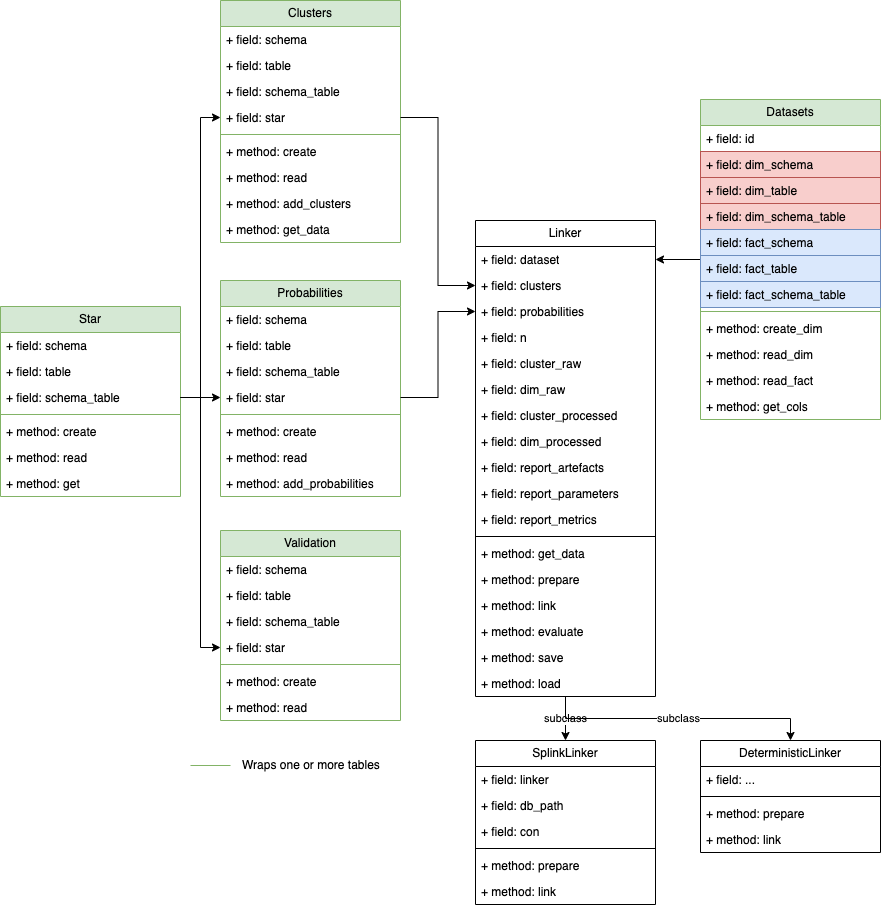 Clusters
+ field: schema
+ field: table
+ field: schema_table
+ field: star
+ method: create
+ method: read
+ method: add_clusters
+ method: get_data
Datasets
+ field: id
+ field: dim_schema
+ field: dim_table
+ field: dim_schema_table
+ field: fact_schema
+ field: fact_table
+ field: fact_schema_table
+ method: create_dim
+ method: read_dim
+ method: read_fact
+ method: get_cols
Linker
+ field: dataset
+ field: clusters
+ field: probabilities
+ field: n
+ field: cluster_raw
+ field: dim_raw
+ field: cluster_processed
+ field: dim_processed
+ field: report_artefacts
+ field: report_parameters
+ field: report_metrics
+ method: get_data
+ method: prepare
+ method: link
+ method: evaluate
+ method: save
+ method: load
Probabilities
+ field: schema
+ field: table
+ field: schema_table
+ field: star
+ method: create
+ method: read
+ method: add_probabilities
Star
+ field: schema
+ field: table
+ field: schema_table
+ method: create
+ method: read
+ method: get
Validation
+ field: schema
+ field: table
+ field: schema_table
+ field: star
+ method: create
+ method: read
subclass
subclass
Wraps one or more tables
SplinkLinker
+ field: linker
+ field: db_path
+ field: con
+ method: prepare
+ method: link
DeterministicLinker
+ field: ...
+ method: prepare
+ method: link